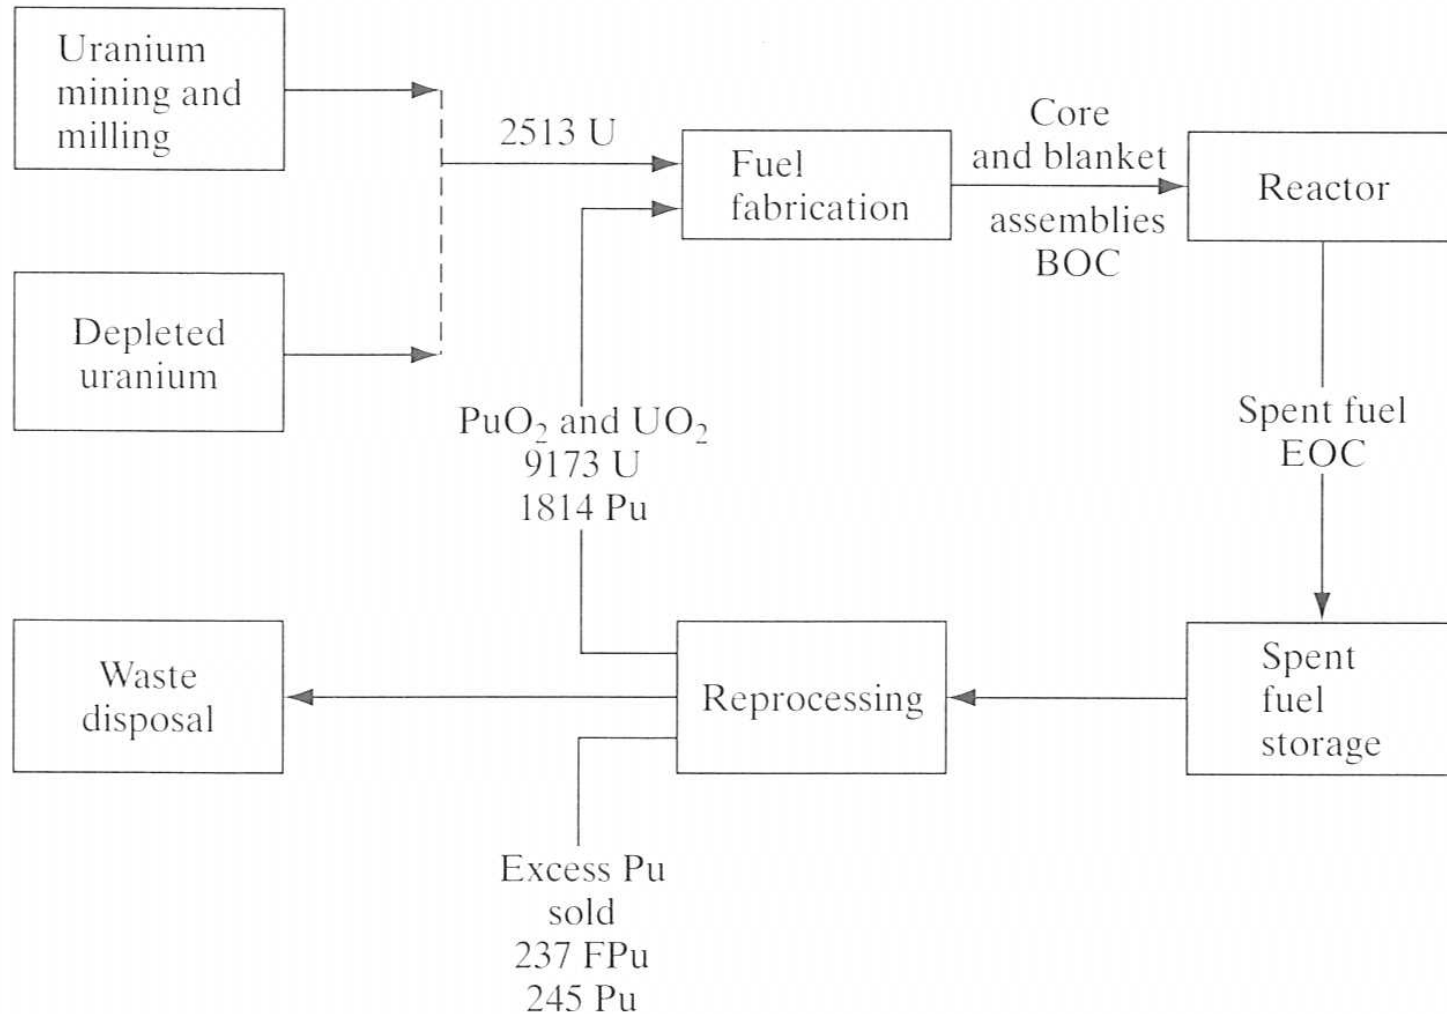 Uranium
mining and
milling
2513 U
Fuel
fabrication
Core
and blanket
assemblies
BOC
Reactor
Depleted
uranium
PuO₂ and UO₂
9173 U
1814 Pu
Spent fuel
EOC
Waste
disposal
Reprocessing
Spent
fuel
storage
Excess Pu
sold
237 FPu
245 Pu